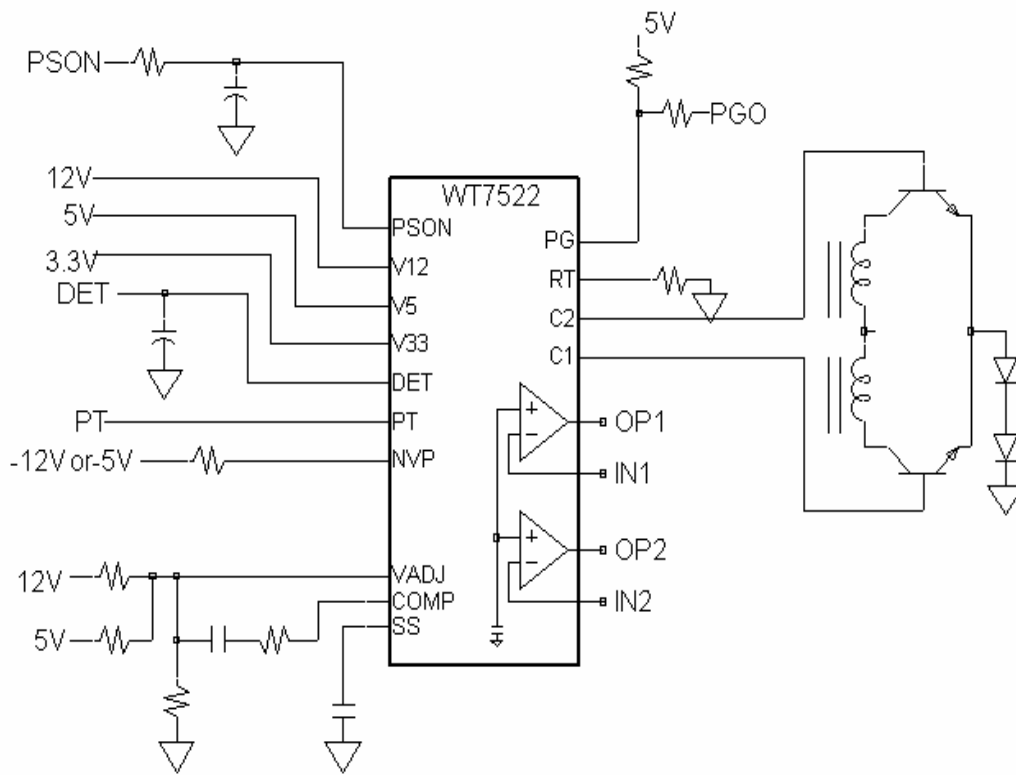 5V
PSON
PGO
12V
WT7522
5V
PSON
PG
3.3V
V12
RT
DET
V5
C2
V33
C1
DET
PT
PT
+
-
OP1
-12V or-5V
NVP
IN1
+
-
OP2
12V
VADJ
COMP
IN2
5V
SS